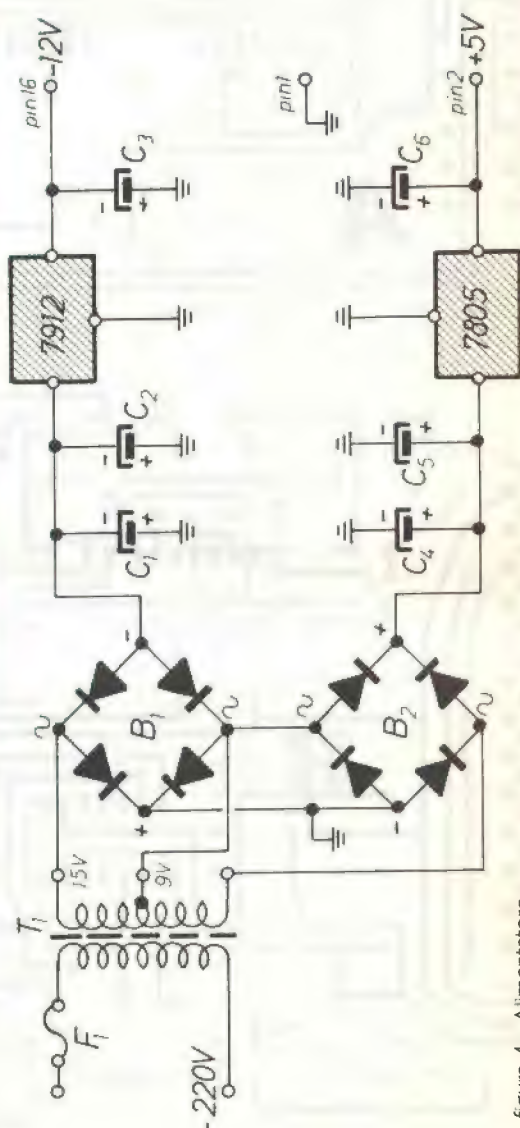 F1
~ 220V
T1
15V
9V
~
+
B1
-
~
C1
-
+
C2
-
+
7912
C3
-
+
pin16
-12V
pin1
~
-
B2
+
~
C4
-
+
C5
-
+
7805
C6
-
+
pin2
+5V
figura 4 Alimentatore